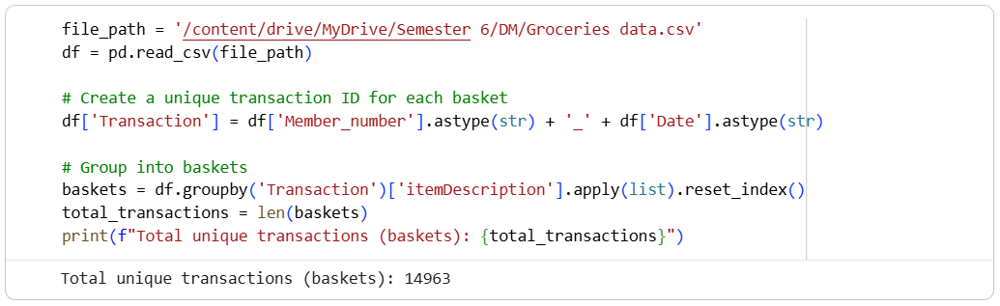 file_path = '/content/drive/MyDrive/Semester 6/DM/Groceries data.csv'
df = pd.read_csv(file_path)
# Create a unique transaction ID for each basket
df['Transaction'] = df['Member_number'].astype(str) + '_' + df['Date'].astype(str)
# Group into baskets
baskets = df.groupby('Transaction')['itemDescription'].apply(list).reset_index()
total_transactions = len(baskets)
print(f"Total unique transactions (baskets): {total_transactions}")
Total unique transactions (baskets): 14963